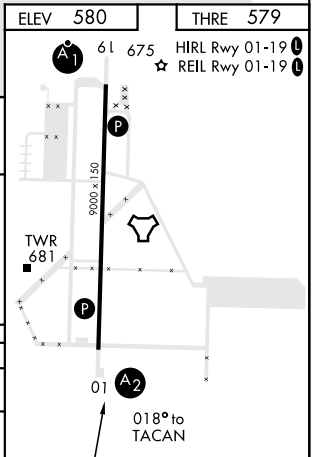 ELEV 580
THRE 579
A1
61
675
HIRL Rwy 01-19 L
REIL Rwy 01-19 L
P
9000 x 150
TWR
681
P
01
A2
018° to
TACAN